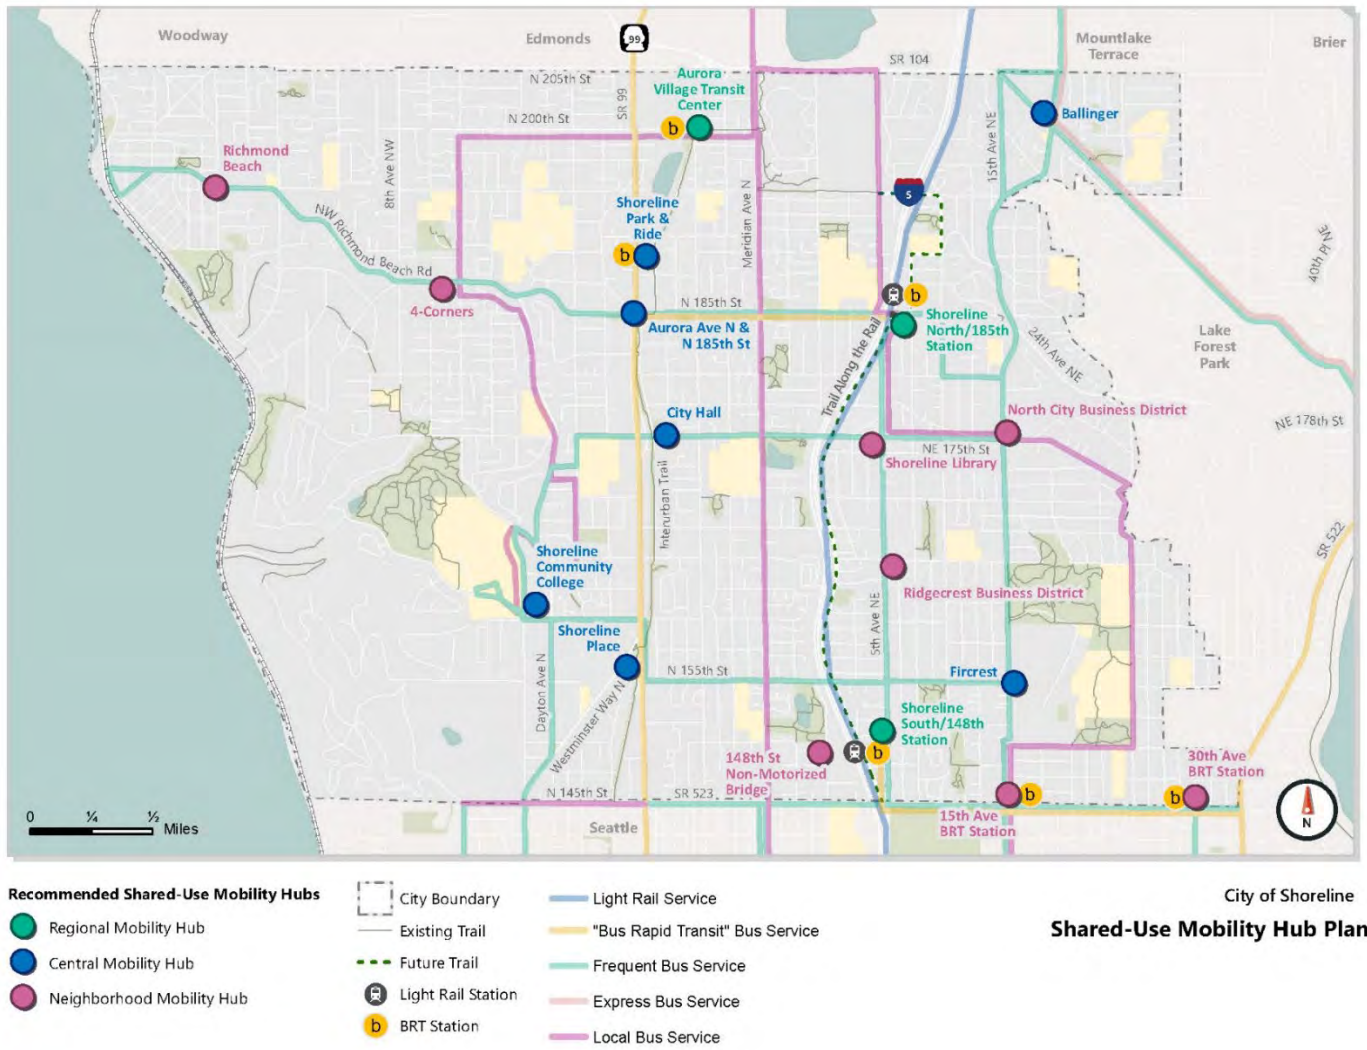 Woodway
Edmonds
99
Mountlake
Terrace
Brier
SR 104
N 205th St
Aurora
Village Transit
Center
SR 99
N 200th St
b
15th Ave NE
Ballinger
Richmond
Beach
8th Ave NW
Meridian Ave N
5
Shoreline
Park &
Ride
b
NW Richmond Beach Rd
40th Pl NE
4-Corners
N 185th St
b
Aurora Ave N &
N 185th St
Shoreline
North/185th
Station
Trail Along the Rail
24th Ave NE
Lake
Forest
Park
City Hall
North City Business District
NE 178th St
NE 175th St
Shoreline Library
Interurban Trail
SR 522
Shoreline
Community
College
Ridgecrest Business District
5th Ave NE
Shoreline
Place
N 155th St
Fircrest
Dayton Ave N
Westminster Way N
Shoreline
South/148th
Station
b
148th St
Non-Motorized
Bridge
30th Ave
BRT Station
b
b
N 145th St
SR 523
15th Ave
BRT Station
Seattle
N
0 ¼ ½
Miles
Recommended Shared-Use Mobility Hubs
Regional Mobility Hub
Central Mobility Hub
Neighborhood Mobility Hub
City Boundary
Existing Trail
Future Trail
Light Rail Station
b BRT Station
Light Rail Service
"Bus Rapid Transit" Bus Service
Frequent Bus Service
Express Bus Service
Local Bus Service
City of Shoreline
Shared-Use Mobility Hub Plan